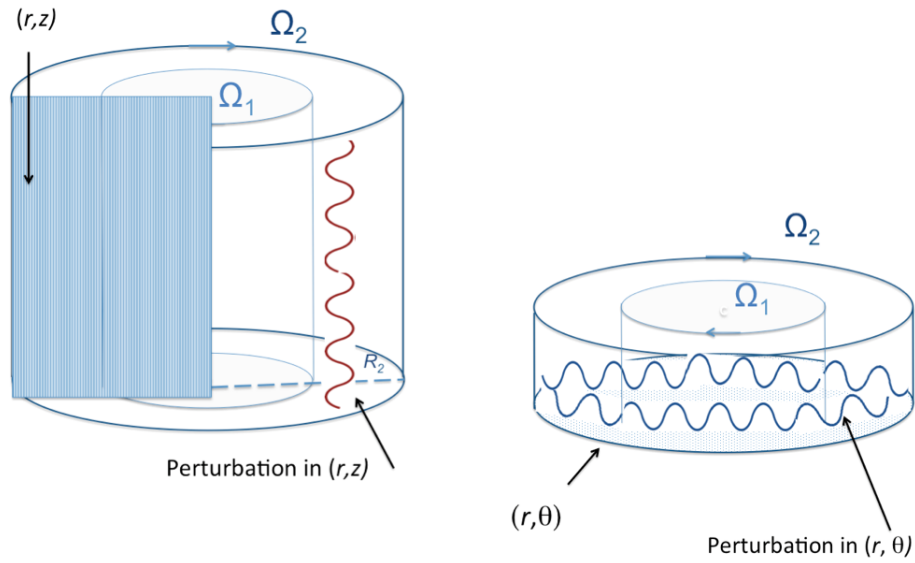 (r,z)
Ω2
Ω1
R2
Perturbation in (r,z)
Ω2
Ω1
(r,θ)
Perturbation in (r, θ)